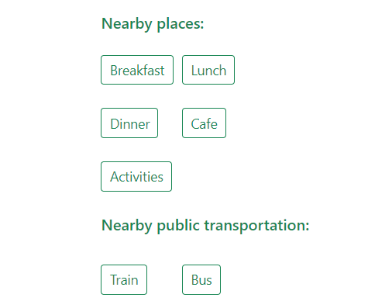 Nearby places:
Breakfast Lunch
Dinner Cafe
Activities
Nearby public transportation:
Train Bus